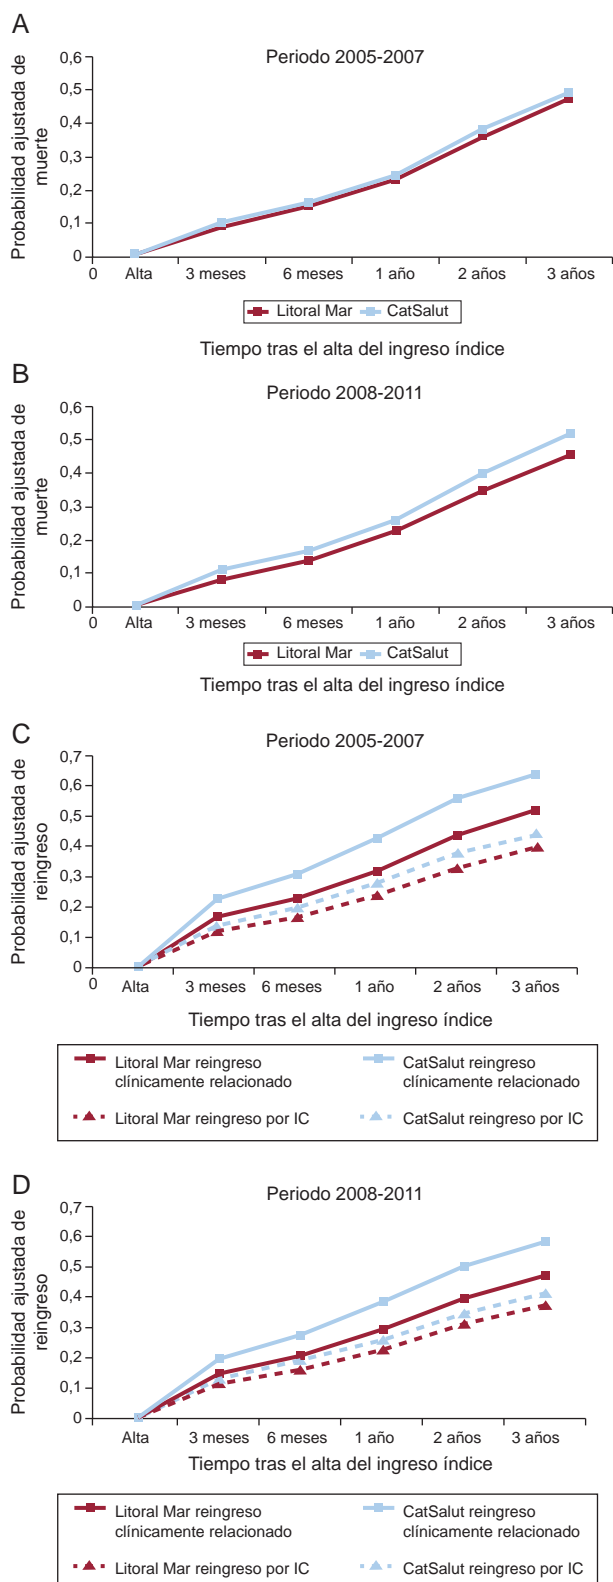 A
Periodo 2005-2007
Probabilidad ajustada de
muerte
0,6
0,5
0,4
0,3
0,2
0,1
0
0 Alta 3 meses 6 meses 1 año 2 años 3 años
Litoral Mar CatSalut
Tiempo tras el alta del ingreso índice
B
Periodo 2008-2011
Probabilidad ajustada de
muerte
0,6
0,5
0,4
0,3
0,2
0,1
0
0 Alta 3 meses 6 meses 1 año 2 años 3 años
Litoral Mar CatSalut
Tiempo tras el alta del ingreso índice
C
Periodo 2005-2007
Probabilidad ajustada de
reingreso
0,7
0,6
0,5
0,4
0,3
0,2
0,1
0
0 Alta 3 meses 6 meses 1 año 2 años 3 años
Tiempo tras el alta del ingreso índice
Litoral Mar reingreso
clínicamente relacionado
CatSalut reingreso
clínicamente relacionado
Litoral Mar reingreso por IC
CatSalut reingreso por IC
D
Periodo 2008-2011
Probabilidad ajustada de
reingreso
0,7
0,6
0,5
0,4
0,3
0,2
0,1
0
Alta 3 meses 6 meses 1 año 2 años 3 años
Tiempo tras el alta del ingreso índice
Litoral Mar reingreso
clínicamente relacionado
CatSalut reingreso
clínicamente relacionado
Litoral Mar reingreso por IC
CatSalut reingreso por IC